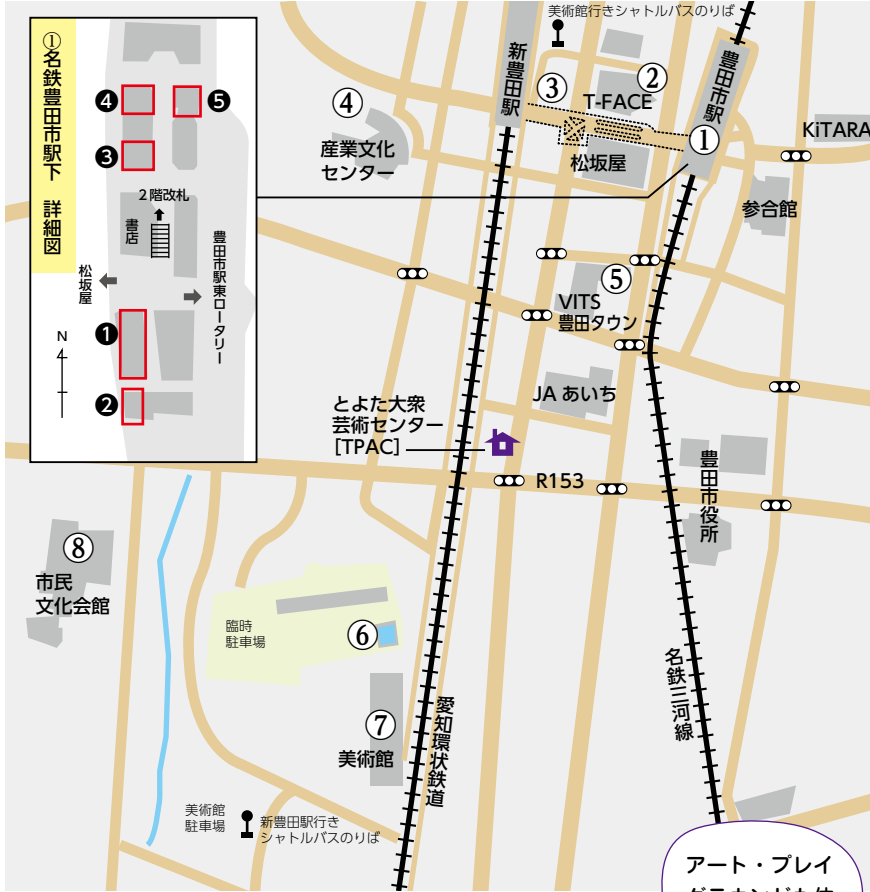 ①名鉄豊田市駅下 詳細図
❹
❺
❸
2階改札
書店
松坂屋
豊田市駅東ロータリー
❶
N
❷
美術館行きシャトルバスのりば
新豊田駅
豊田市駅
②
③
T-FACE
④
①
KiTARA
産業文化
センター
松坂屋
参合館
⑤
VITS
豊田タウン
JAあいち
とよた大衆
芸術センター
[TPAC]
R153
豊田市役所
⑧
市民
文化会館
臨時
駐車場
⑥
名鉄三河線
⑦
美術館
愛知環状鉄道
美術館
駐車場
新豊田駅行き
シャトルバスのりば
アート・プレイ